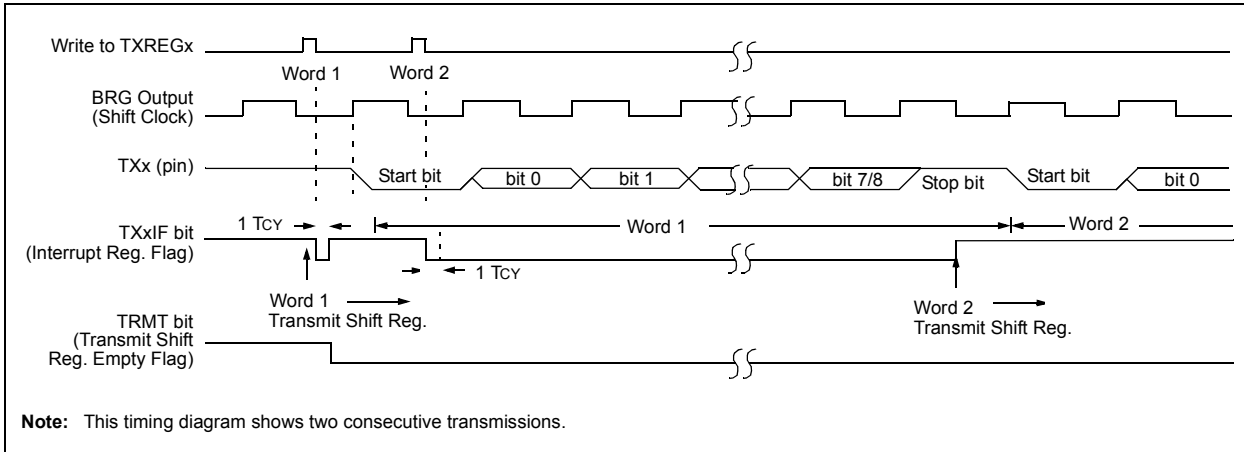 Write to TXREGx
Word 1
Word 2
BRG Output
(Shift Clock)
TXx (pin)
Start bit
bit 0
bit 1
bit 7/8
Stop bit
Start bit
bit 0
1 TCY
TXxIF bit
(Interrupt Reg. Flag)
Word 1
Word 2
1 TCY
Word 1
Transmit Shift Reg.
Word 2
Transmit Shift Reg.
TRMT bit
(Transmit Shift
Reg. Empty Flag)
Note: This timing diagram shows two consecutive transmissions.